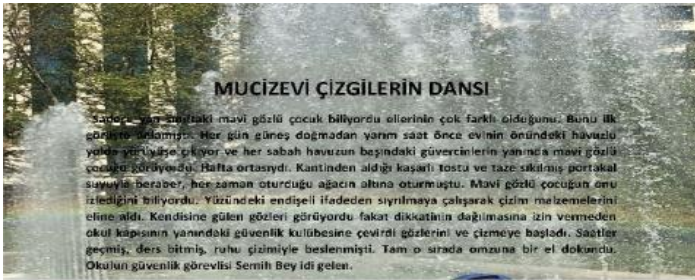 MUCİZEVİ ÇİZGİLERİN DANSI
Sadece yan sınıftaki mavi gözlü çocuk biliyordu ellerinin çok farklı olduğunu. Bunu ilk
görüşte anlamıştı. Her gün güneş doğmadan yarım saat önce evinin önündeki havuzlu
yolda yürüyüşe çıkıyor ve her sabah havuzun başındaki güvercinlerin yanında mavi gözlü
çocuğu görüyordu. Hafta ortasıydı. Kantinden aldığı kaşarlı tostu ve taze sıkılmış portakal
suyuyla beraber, her zaman oturduğu ağacın altına oturmuştu. Mavi gözlü çocuğun onu
izlediğini biliyordu. Yüzündeki endişeli ifadeden sıyrılmaya çalışarak çizim malzemelerini
eline aldı. Kendisine gülen gözleri görüyordu fakat dikkatinin dağılmasına izin vermeden
okul kapısının yanındaki güvenlik kulübesine çevirdi gözlerini ve çizmeye başladı. Saatler
geçmiş, ders bitmiş, ruhu çizimiyle beslenmişti. Tam o sırada omzuna bir el dokundu.
Okulun güvenlik görevlisi Semih Bey idi gelen.